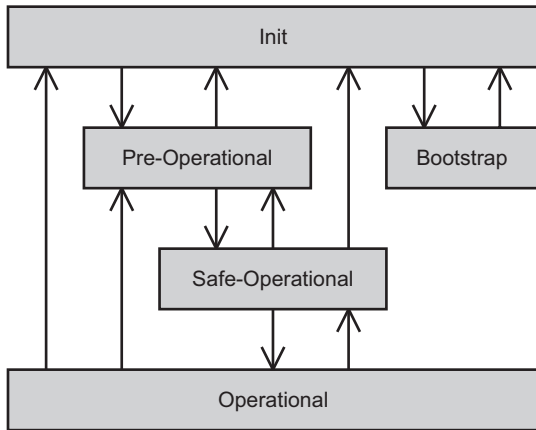 Init
Pre-Operational
Bootstrap
Safe-Operational
Operational